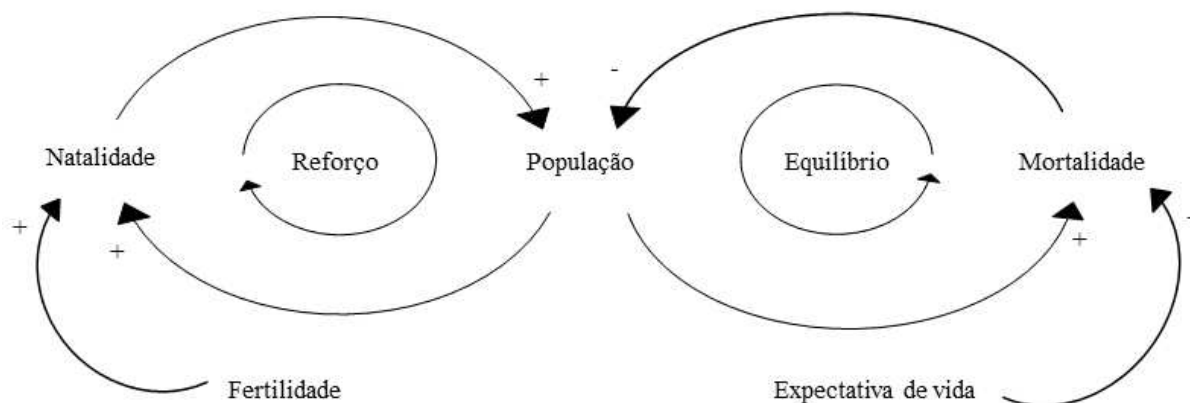 + -
Natalidade Reforço População Equilíbrio Mortalidade
+ + + -
Fertilidade Expectativa de vida